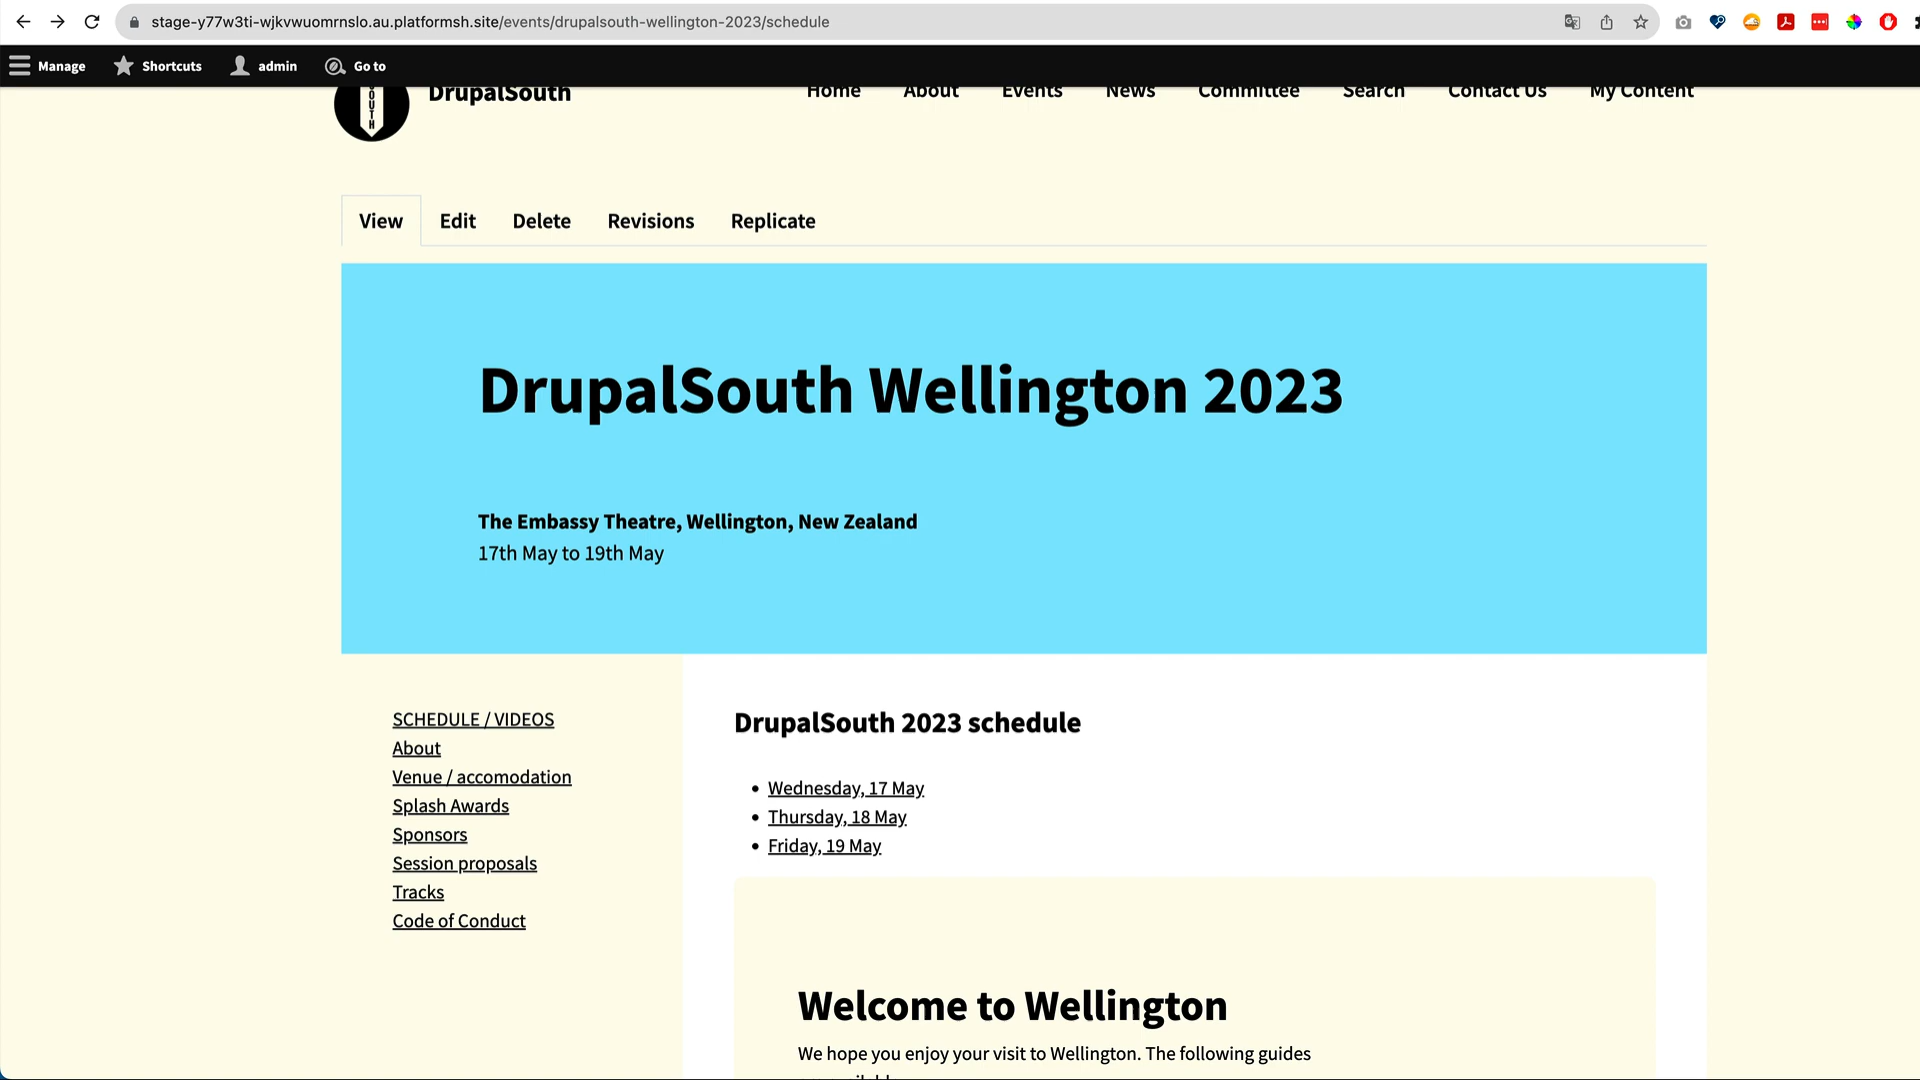 stage-y77w3ti-wjkvwuomrnslo.au.platformsh.site/events/drupalsouth-wellington-2023/schedule
Manage Shortcuts admin Go to
OUTH
DrupalSouth
Home About Events News Committee Search Contact Us My Content
View Edit Delete Revisions Replicate
DrupalSouth Wellington 2023
The Embassy Theatre, Wellington, New Zealand
17th May to 19th May
SCHEDULE / VIDEOS
About
Venue / accomodation
Splash Awards
Sponsors
Session proposals
Tracks
Code of Conduct
DrupalSouth 2023 schedule
Wednesday, 17 May
Thursday, 18 May
Friday, 19 May
Welcome to Wellington
We hope you enjoy your visit to Wellington. The following guides